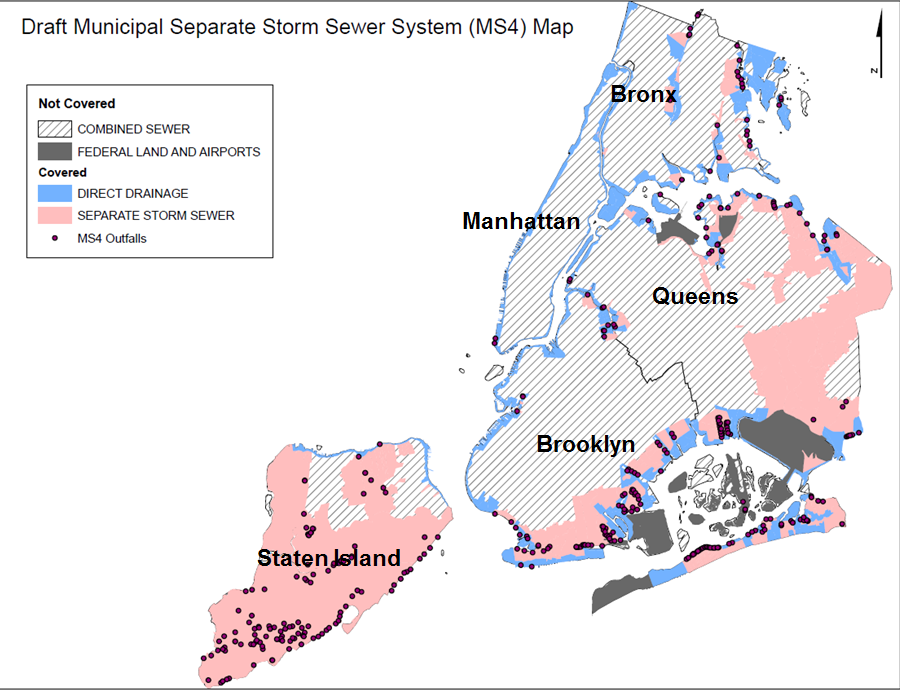 Draft Municipal Separate Storm Sewer System (MS4) Map
N
Not Covered
COMBINED SEWER
FEDERAL LAND AND AIRPORTS
Covered
DIRECT DRAINAGE
SEPARATE STORM SEWER
MS4 Outfalls
Bronx
Manhattan
Queens
Brooklyn
Staten Island